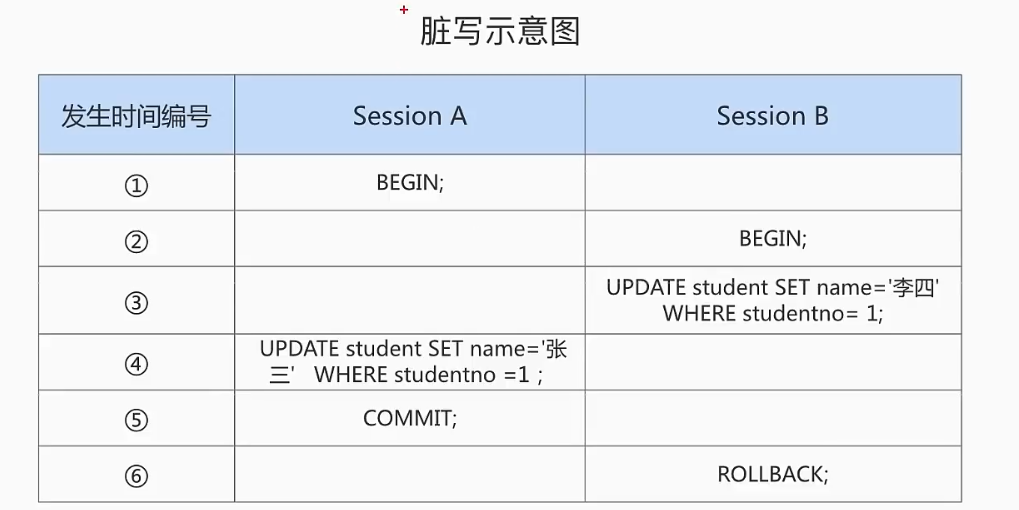 脏写示意图
发生时间编号 Session A Session B
① BEGIN;
② BEGIN;
③ UPDATE student SET name='李四'
WHERE studentno= 1;
④ UPDATE student SET name='张
三' WHERE studentno =1 ;
⑤ COMMIT;
⑥ ROLLBACK;